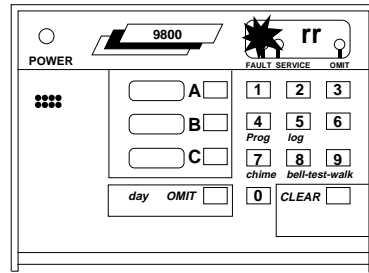 9800
rr
POWER
FAULT SERVICE OMIT
A 1 2 3
B 4 5 6
Prog log
C 7 8 9
chime bell-test-walk
day OMIT 0 CLEAR